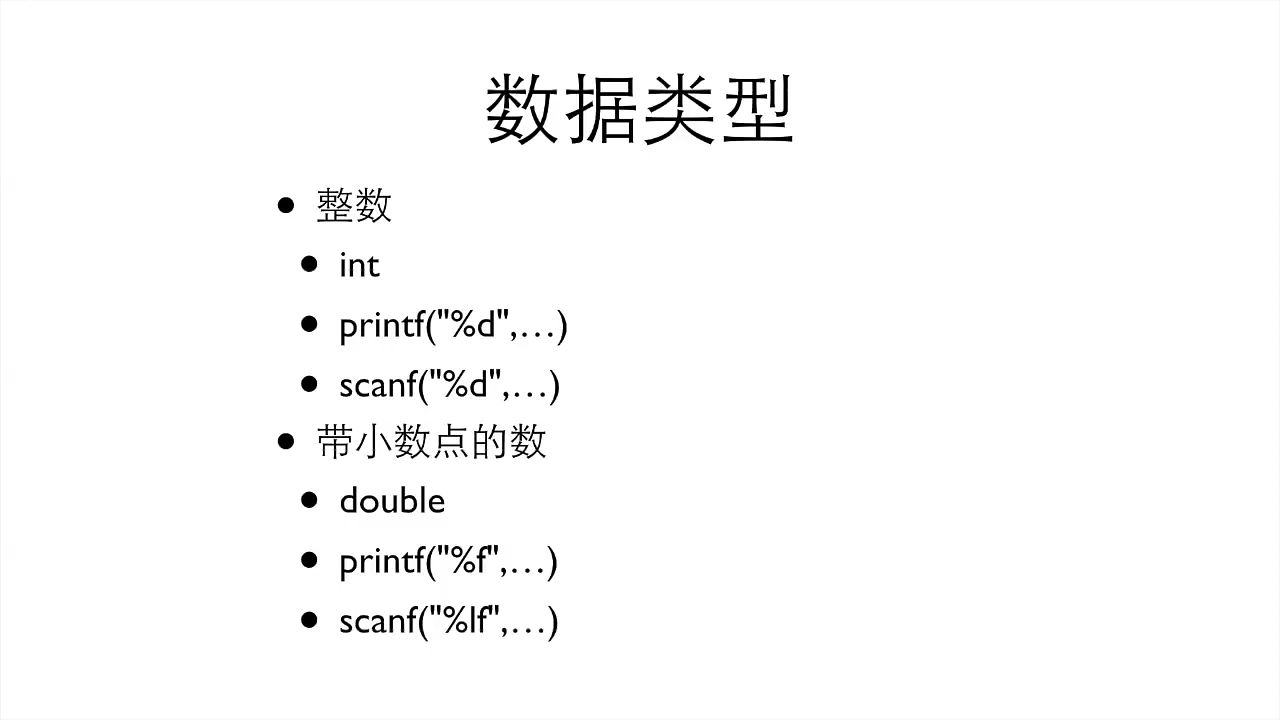 数据类型
• 整数
• int
• printf("%d",…)
• scanf("%d",…)
• 带小数点的数
• double
• printf("%f",…)
• scanf("%lf",…)